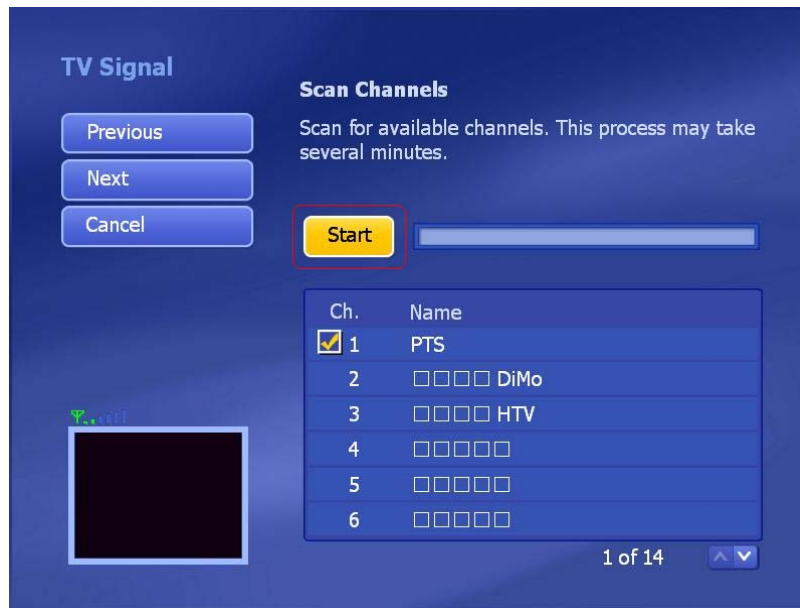 TV Signal
Previous
Next
Cancel
Scan Channels
Scan for available channels. This process may take
several minutes.
Start
Ch. Name
1 PTS
2 □□□□ DiMo
3 □□□□ HTV
4 □□□□□
5 □□□□□
6 □□□□□
1 of 14